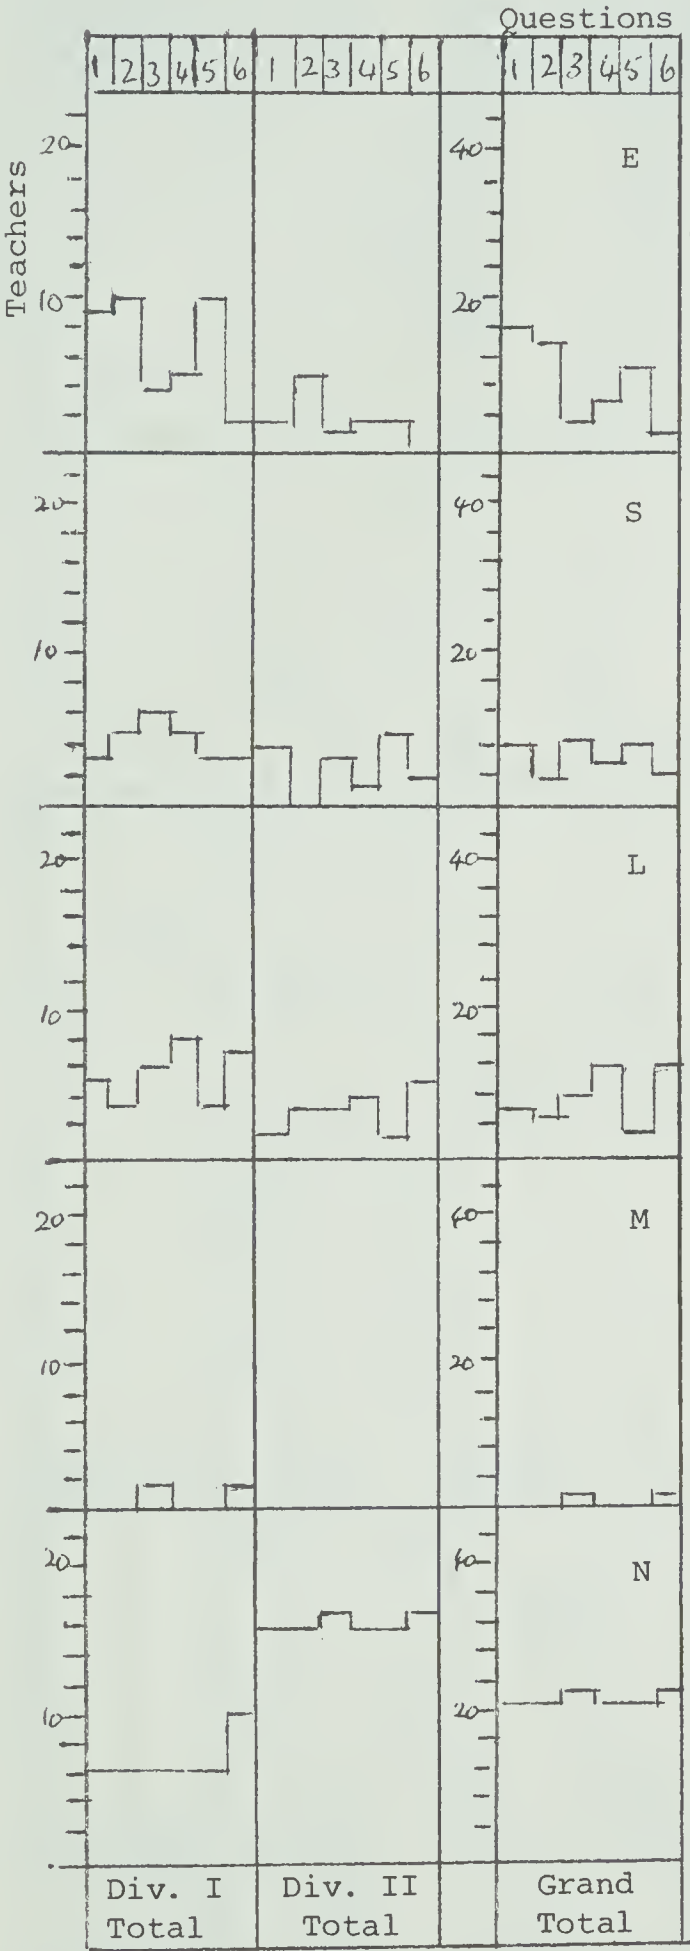 Questions
1 2 3 4 5 6 1 2 3 4 5 6 1 2 3 4 5 6
Teachers
20 40 E
10 20
20 40 S
10 20
20 40 L
10 20
20 40 M
10 20
20 40 N
10 20
Div. I Div. II Grand
Total Total Total